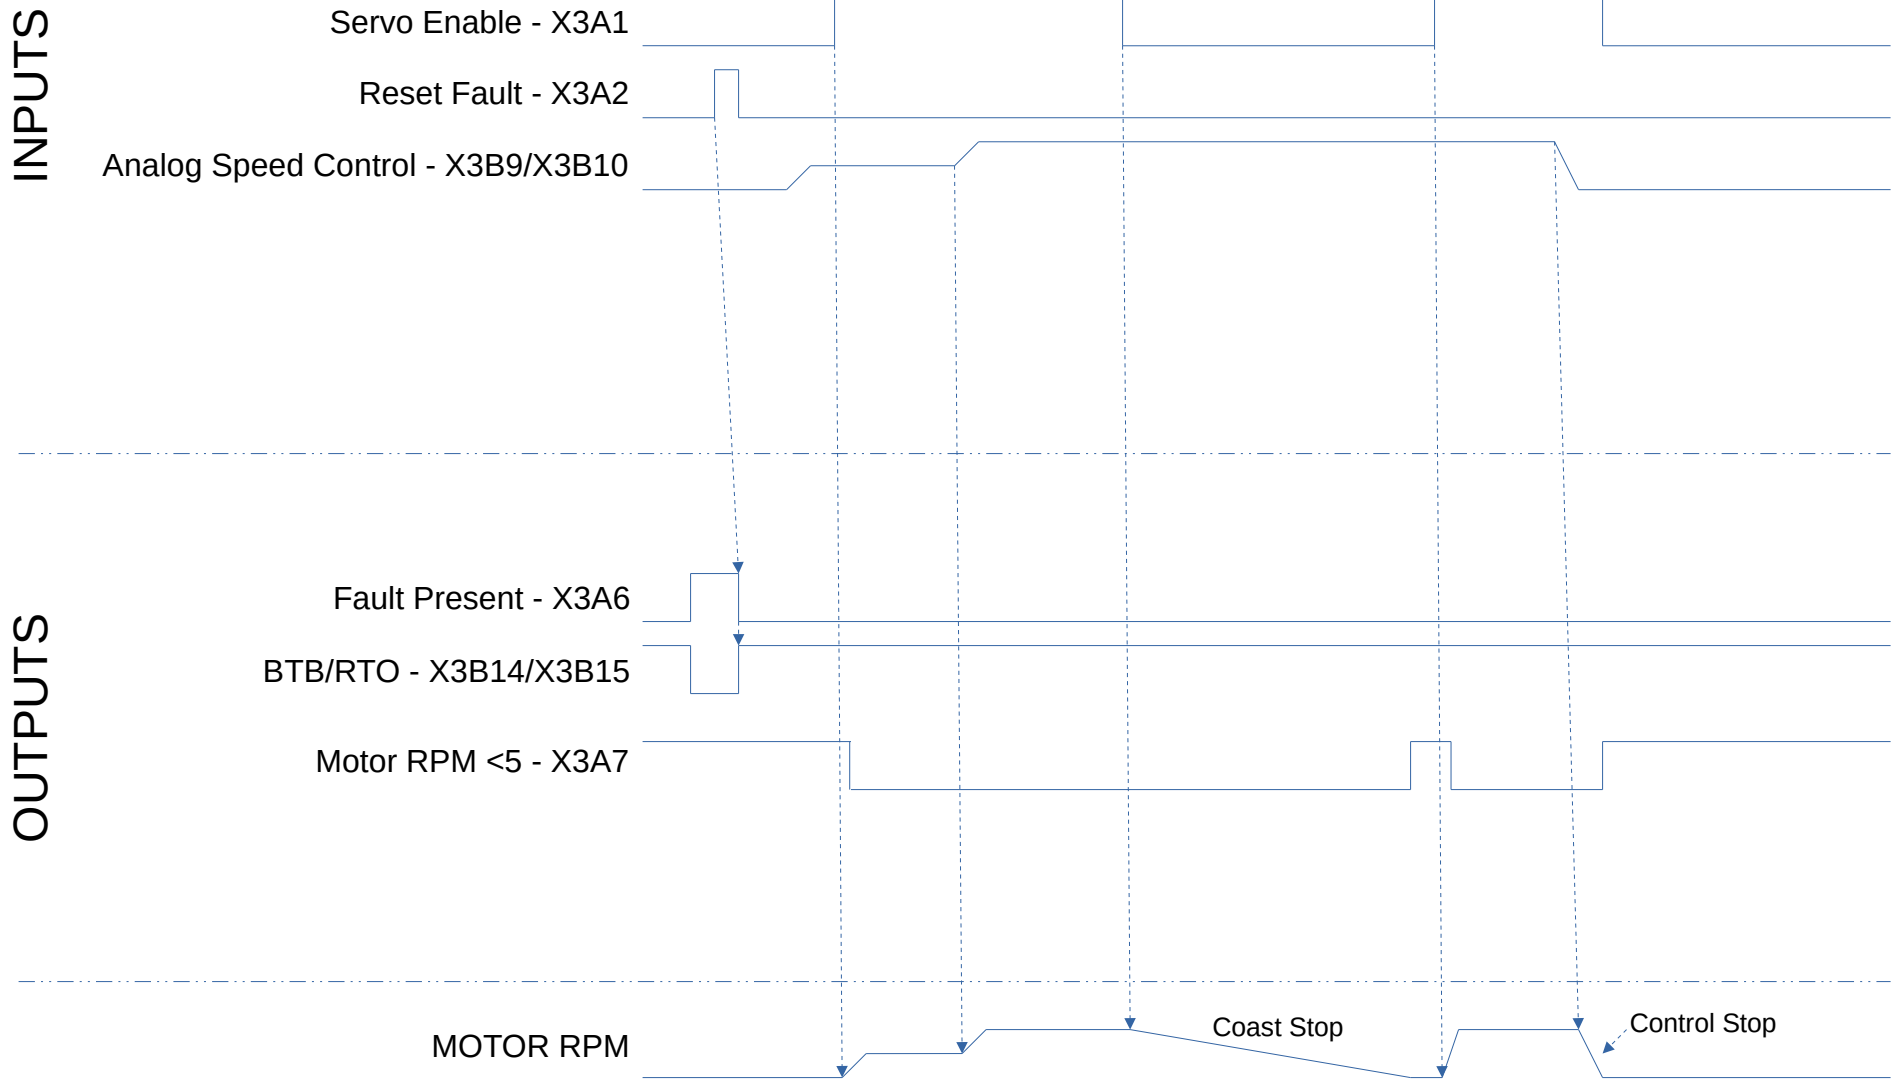 INPUTS
Servo Enable - X3A1
Reset Fault - X3A2
Analog Speed Control - X3B9/X3B10
OUTPUTS
Fault Present - X3A6
BTB/RTO - X3B14/X3B15
Motor RPM <5 - X3A7
MOTOR RPM
Coast Stop
Control Stop